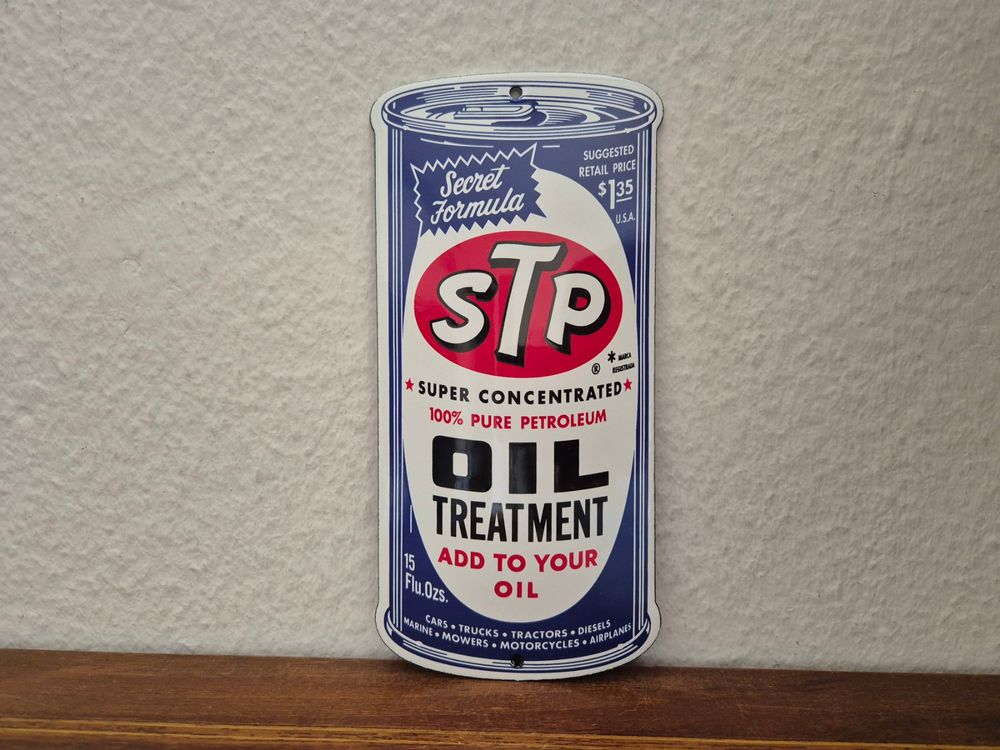 Secret
Formula
SUGGESTED
RETAIL PRICE
$1.35
U.S.A.
STP
® * MARCA
REGISTRADA
★SUPER CONCENTRATED★
100% PURE PETROLEUM
OIL
TREATMENT
ADD TO YOUR
OIL
15
Flu.Ozs.
CARS • TRUCKS • TRACTORS • DIESELS
MARINE • MOWERS • MOTORCYCLES • AIRPLANES